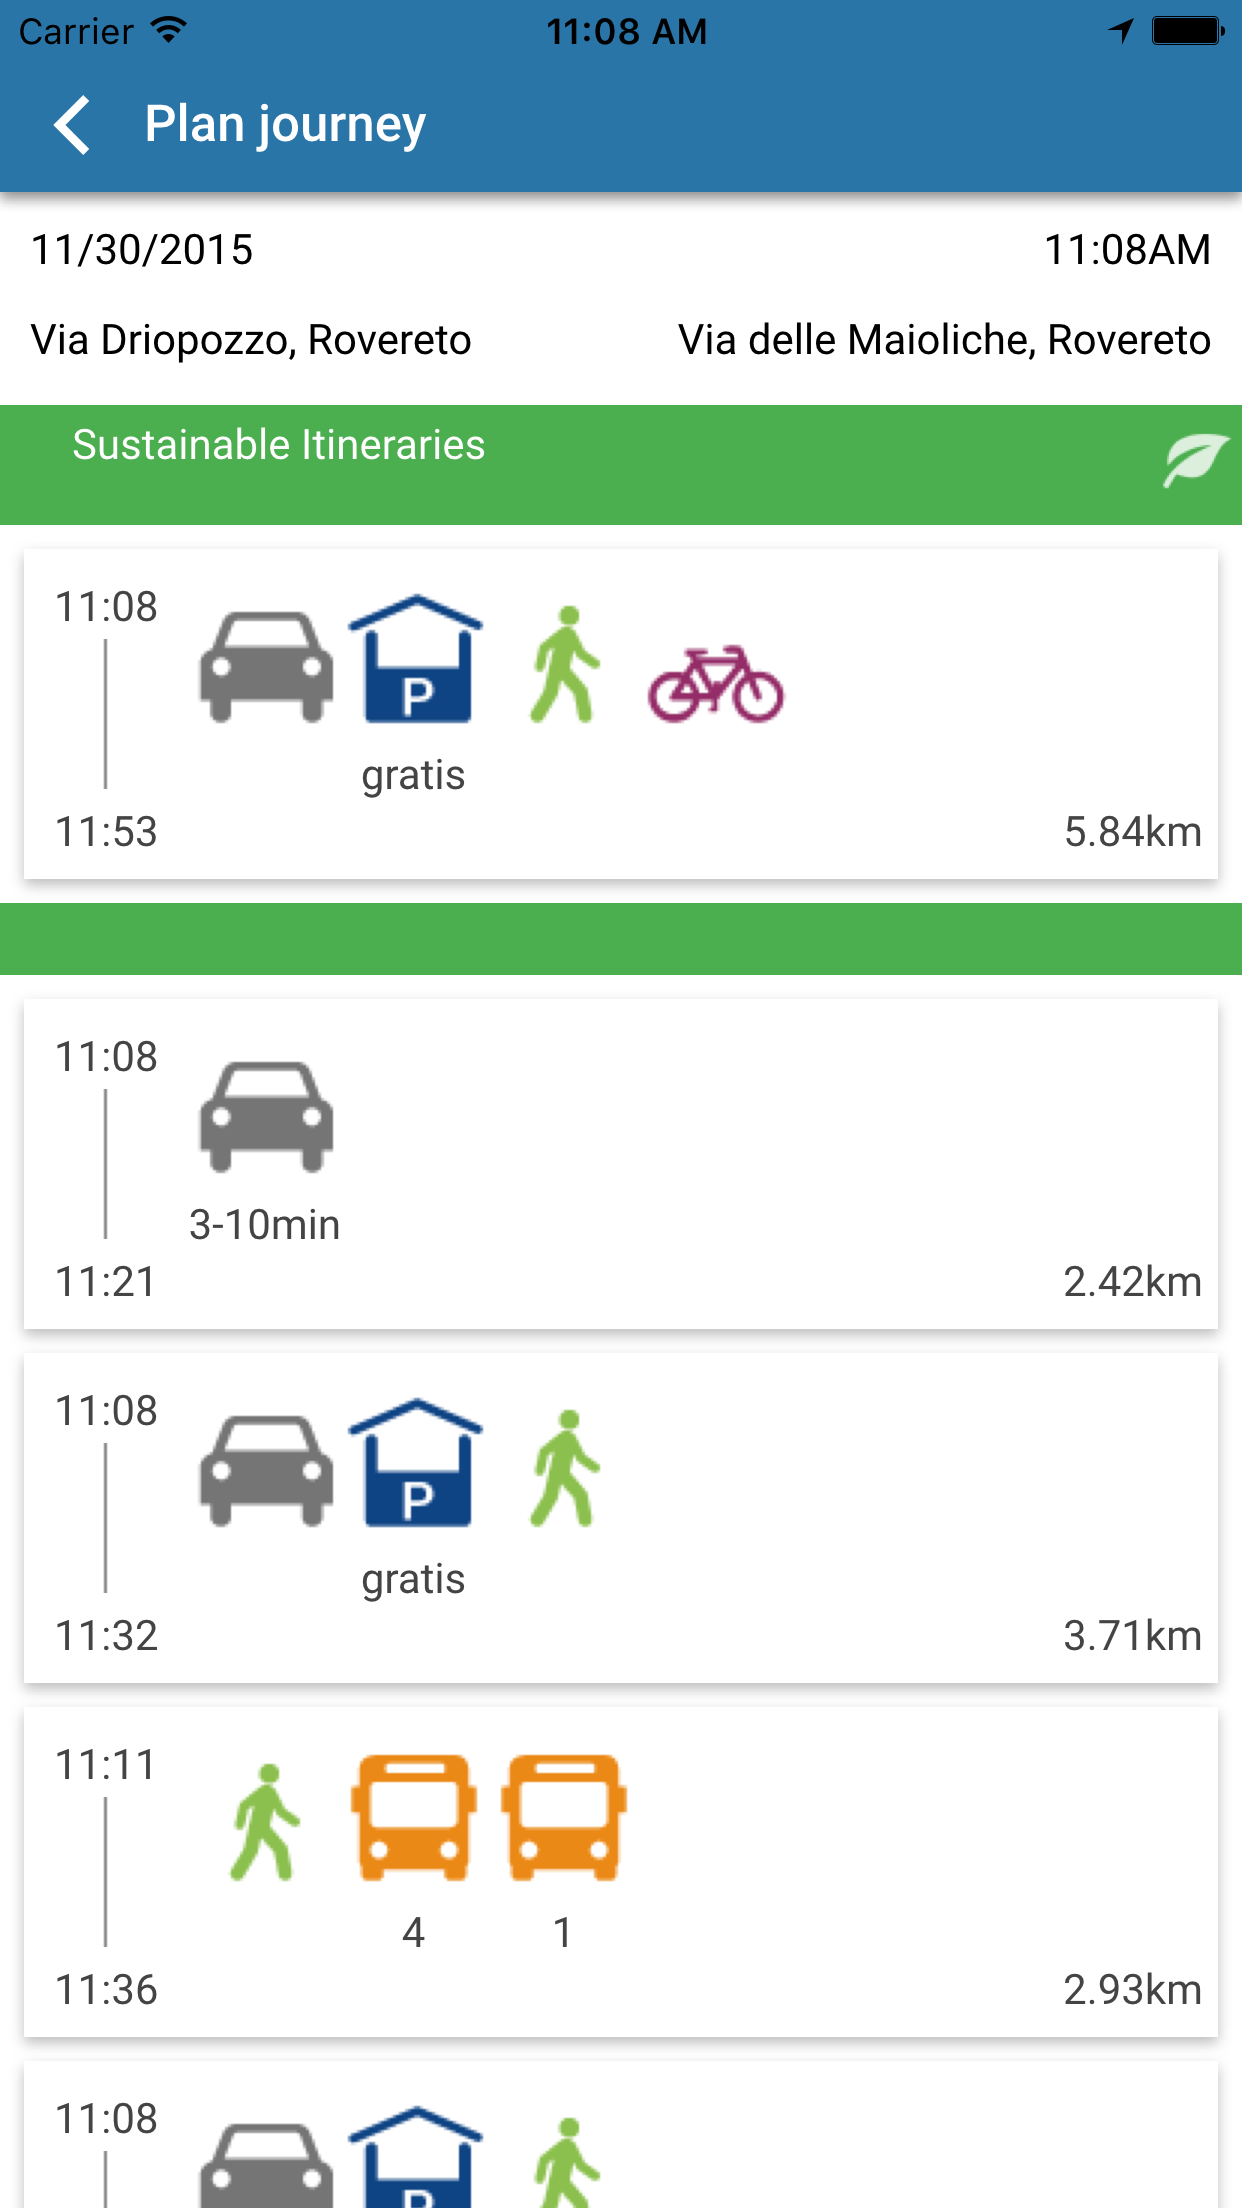 Carrier 11:08 AM
Plan journey
11/30/2015 11:08AM
Via Driopozzo, Rovereto Via delle Maioliche, Rovereto
Sustainable Itineraries
11:08
P
gratis
11:53 5.84km
11:08
3-10min
11:21 2.42km
11:08
P
gratis
11:32 3.71km
11:11
4 1
11:36 2.93km
11:08
P